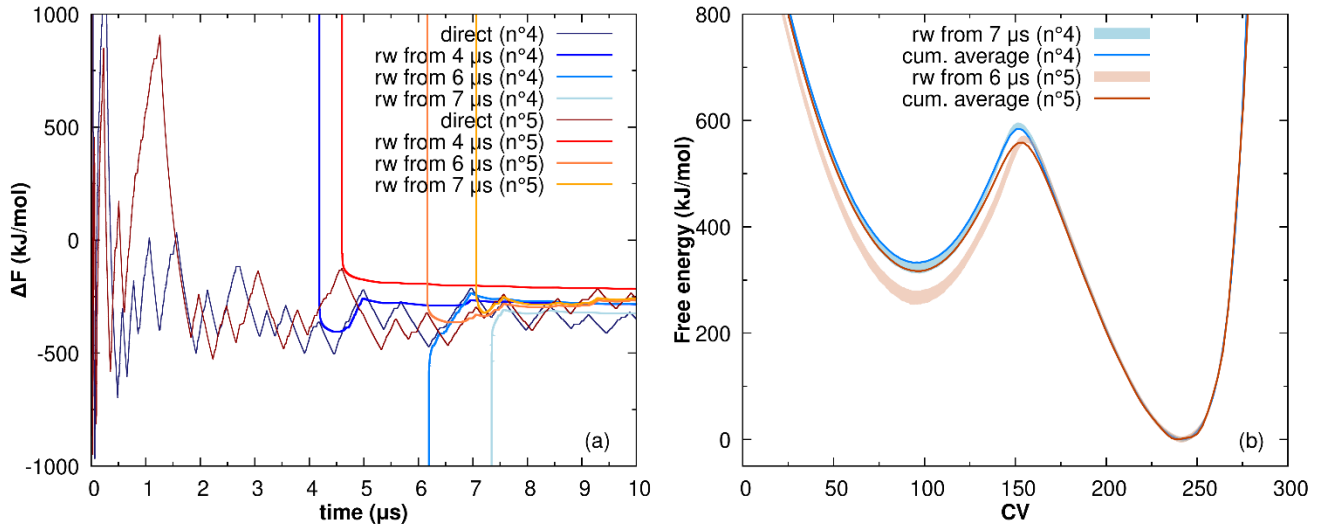 1000
500
0
-500
-1000
ΔF (kJ/mol)
direct (n°4)
rw from 4 µs (n°4)
rw from 6 µs (n°4)
rw from 7 µs (n°4)
direct (n°5)
rw from 4 µs (n°5)
rw from 6 µs (n°5)
rw from 7 µs (n°5)
(a)
0 1 2 3 4 5 6 7 8 9 10
time (µs)
800
600
400
200
0
Free energy (kJ/mol)
rw from 7 µs (n°4)
cum. average (n°4)
rw from 6 µs (n°5)
cum. average (n°5)
(b)
0 50 100 150 200 250 300
CV